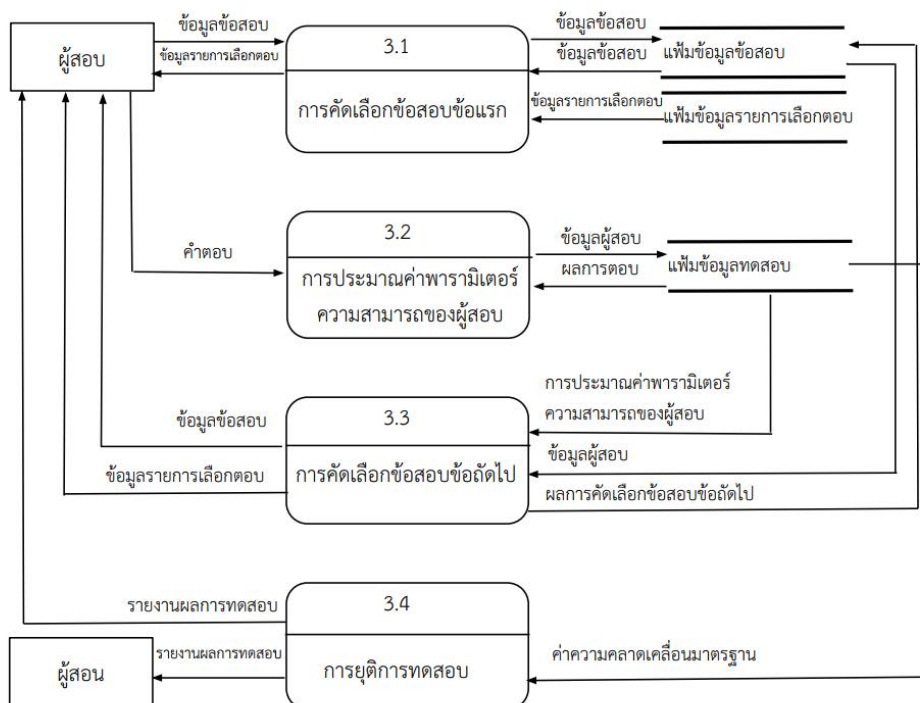 ผู้สอบ
ข้อมูลข้อสอบ
ข้อมูลรายการเลือกตอบ
3.1
การคัดเลือกข้อสอบข้อแรก
ข้อมูลข้อสอบ
ข้อมูลข้อสอบ
ข้อมูลรายการเลือกตอบ
แฟ้มข้อมูลข้อสอบ
แฟ้มข้อมูลรายการเลือกตอบ
คำตอบ
3.2
การประมาณค่าพารามิเตอร์
ความสามารถของผู้สอบ
ข้อมูลผู้สอบ
ผลการตอบ
แฟ้มข้อมูลทดสอบ
การประมาณค่าพารามิเตอร์
ความสามารถของผู้สอบ
ข้อมูลข้อสอบ
ข้อมูลรายการเลือกตอบ
3.3
การคัดเลือกข้อสอบข้อถัดไป
ข้อมูลผู้สอบ
ผลการคัดเลือกข้อสอบข้อถัดไป
รายงานผลการทดสอบ
3.4
การยุติการทดสอบ
ค่าความคลาดเคลื่อนมาตรฐาน
รายงานผลการทดสอบ
ผู้สอน